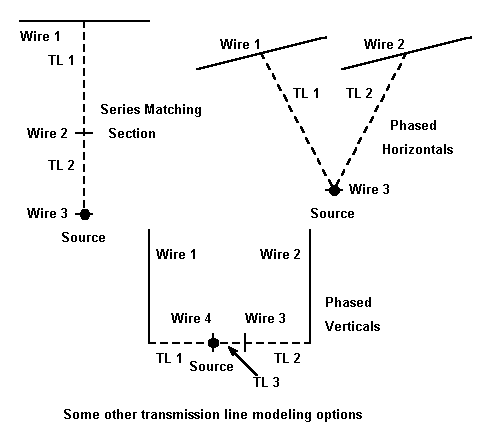 Wire 1
TL 1
Series Matching
Wire 2
Section
TL 2
Wire 3
Source
Wire 1
Wire 2
TL 1
TL 2
Phased
Horizontals
Wire 3
Source
Wire 1
Wire 2
Phased
Verticals
Wire 4
Wire 3
TL 1
Source
TL 2
TL 3
Some other transmission line modeling options